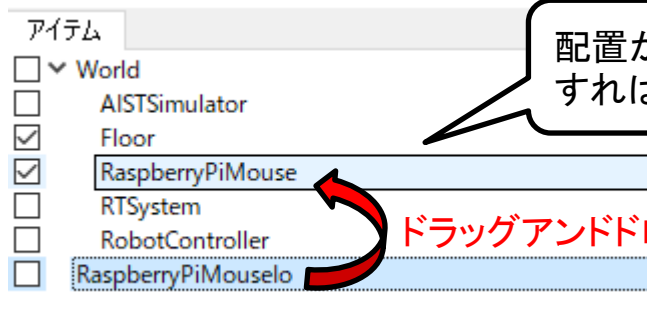 アイテム
World
AISTSimulator
Floor
RaspberryPiMouse
RTSystem
RobotController
RaspberryPiMouseIo
配置が
すれば
ドラッグアンドド